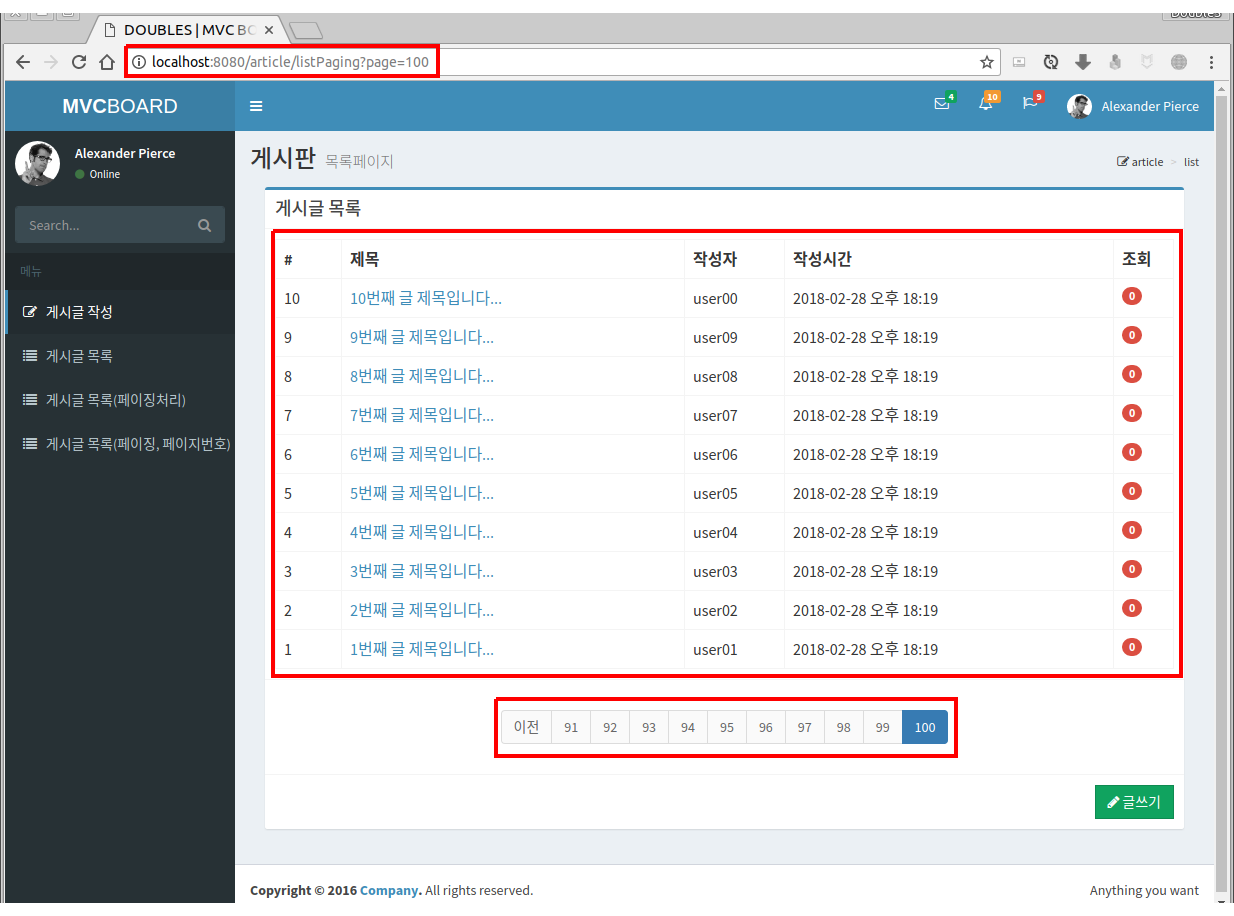 Doubles
DOUBLES | MVC BO
localhost:8080/article/listPaging?page=100
MVCBOARD
4
10
9
Alexander Pierce
Alexander Pierce
Online
Search...
메뉴
게시글 작성
게시글 목록
게시글 목록(페이징처리)
게시글 목록(페이징, 페이지번호)
게시판 목록페이지
article > list
게시글 목록
# 제목 작성자 작성시간 조회
10 10번째 글 제목입니다... user00 2018-02-28 오후 18:19 0
9 9번째 글 제목입니다... user09 2018-02-28 오후 18:19 0
8 8번째 글 제목입니다... user08 2018-02-28 오후 18:19 0
7 7번째 글 제목입니다... user07 2018-02-28 오후 18:19 0
6 6번째 글 제목입니다... user06 2018-02-28 오후 18:19 0
5 5번째 글 제목입니다... user05 2018-02-28 오후 18:19 0
4 4번째 글 제목입니다... user04 2018-02-28 오후 18:19 0
3 3번째 글 제목입니다... user03 2018-02-28 오후 18:19 0
2 2번째 글 제목입니다... user02 2018-02-28 오후 18:19 0
1 1번째 글 제목입니다... user01 2018-02-28 오후 18:19 0
이전 91 92 93 94 95 96 97 98 99 100
글쓰기
Copyright © 2016 Company. All rights reserved.
Anything you want